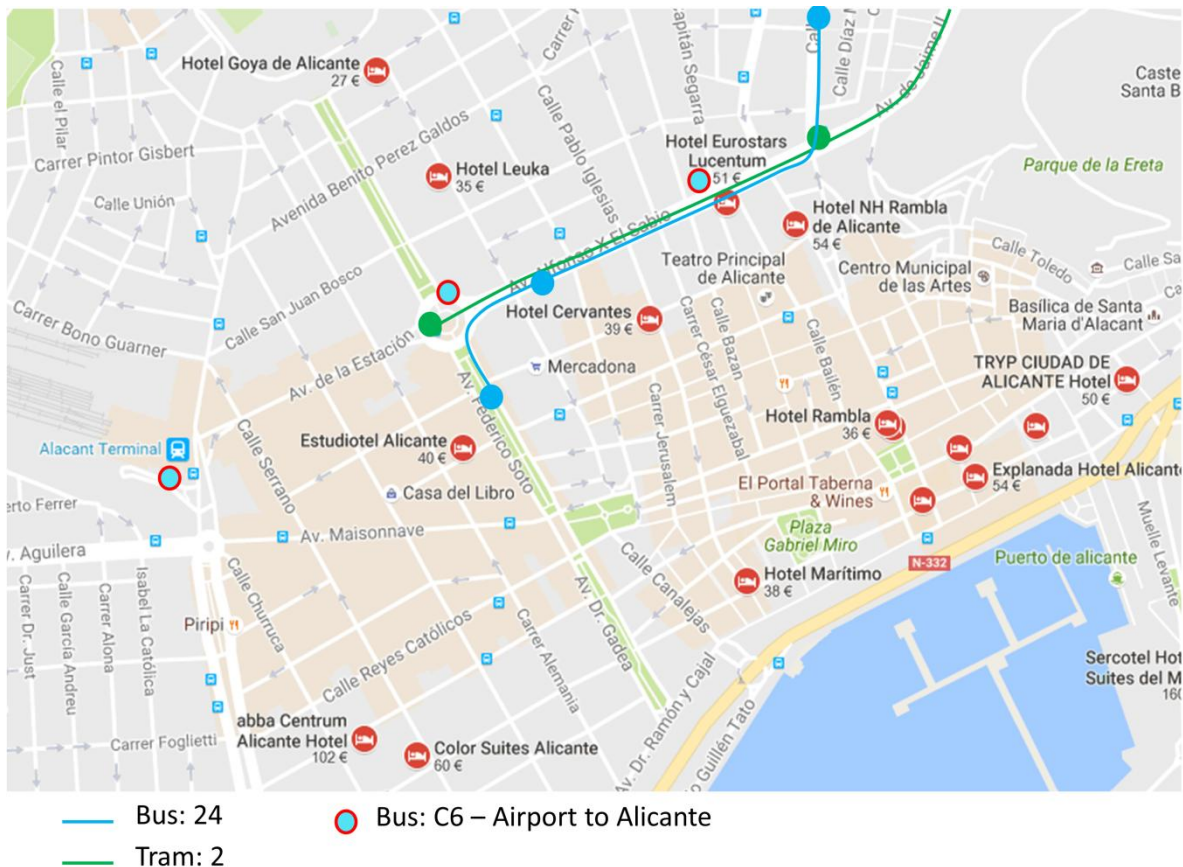 Hotel Goya de Alicante
27 €
Calle el Pilar
Carrer Pintor Gisbert
Calle Unión
Avenida Benito Perez Galdos
Hotel Leuka
35 €
Calle Pablo Iglesias
Capitán Segarra
Calle Díaz M
Av. de Jaime II
Caste
Santa B
Parque de la Ereta
Hotel Eurostars
Lucentum
51 €
Hotel NH Rambla
de Alicante
54 €
Teatro Principal
de Alicante
Centro Municipal
de las Artes
Calle Toledo
Calle Sa
Basílica de Santa
Maria d'Alacant
Carrer Bono Guarner
Calle San Juan Bosco
Av. de la Estación
Hotel Cervantes
39 €
Mercadona
Carrer César Elguezabal
Calle Bazan
Calle Bailén
TRYP CIUDAD DE
ALICANTE Hotel
50 €
Hotel Rambla
36 €
Alacant Terminal
Calle Serrano
Estudiotel Alicante
40 €
Av. Federico Soto
Casa del Libro
Carrer Jerusalem
El Portal Taberna
& Wines
Explanada Hotel Alicante
54 €
erto Ferrer
v. Aguilera
Av. Maisonnave
Plaza
Gabriel Miro
N-332
Muelle Levante
Puerto de alicante
Calle Canalejas
Hotel Marítimo
38 €
Carrer Dr. Just
Calle García Andreu
Carrer Alona
Isabel La Católica
Piripi
Calle Churruca
Calle Reyes Católicos
Carrer Alemania
Av. Dr. Gadea
Av. Dr. Ramón y Cajal
Sercotel Hot
Suites del M
160
Carrer Foglietti
abba Centrum
Alicante Hotel
102 €
Color Suites Alicante
60 €
Bus: 24
Bus: C6 – Airport to Alicante
Tram: 2